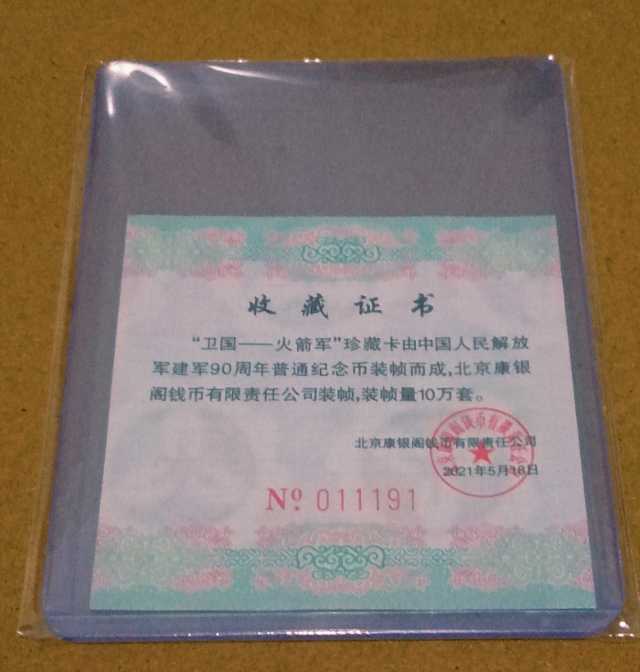 收藏证书
“卫国——火箭军”珍藏卡由中国人民解放
军建军90周年普通纪念币装帧而成,北京康银
阁钱币有限责任公司装帧,装帧量10万套。
北京康银阁钱币有限责任公司
2021年5月18日
Nº 011191